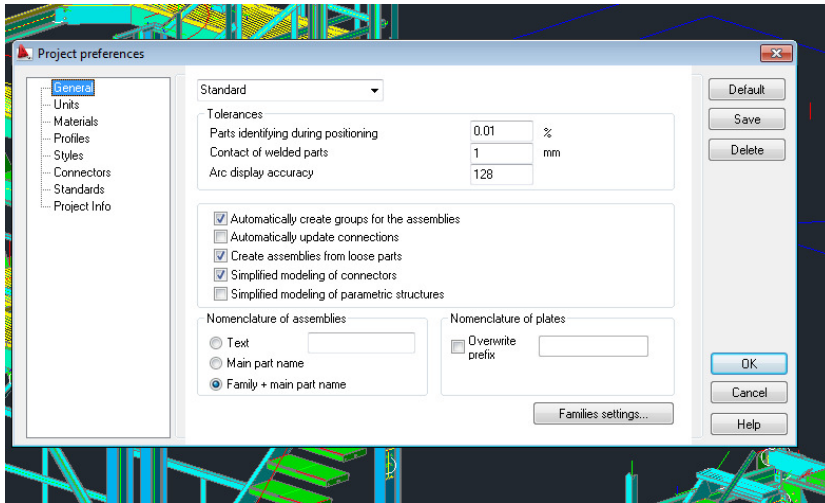 Project preferences
General
Units
Materials
Profiles
Styles
Connectors
Standards
Project Info
Standard
Tolerances
Parts identifying during positioning 0.01 %
Contact of welded parts 1 mm
Arc display accuracy 128
Automatically create groups for the assemblies
Automatically update connections
Create assemblies from loose parts
Simplified modeling of connectors
Simplified modeling of parametric structures
Nomenclature of assemblies
Text
Main part name
Family + main part name
Nomenclature of plates
Overwrite
prefix
Families settings...
Default
Save
Delete
OK
Cancel
Help